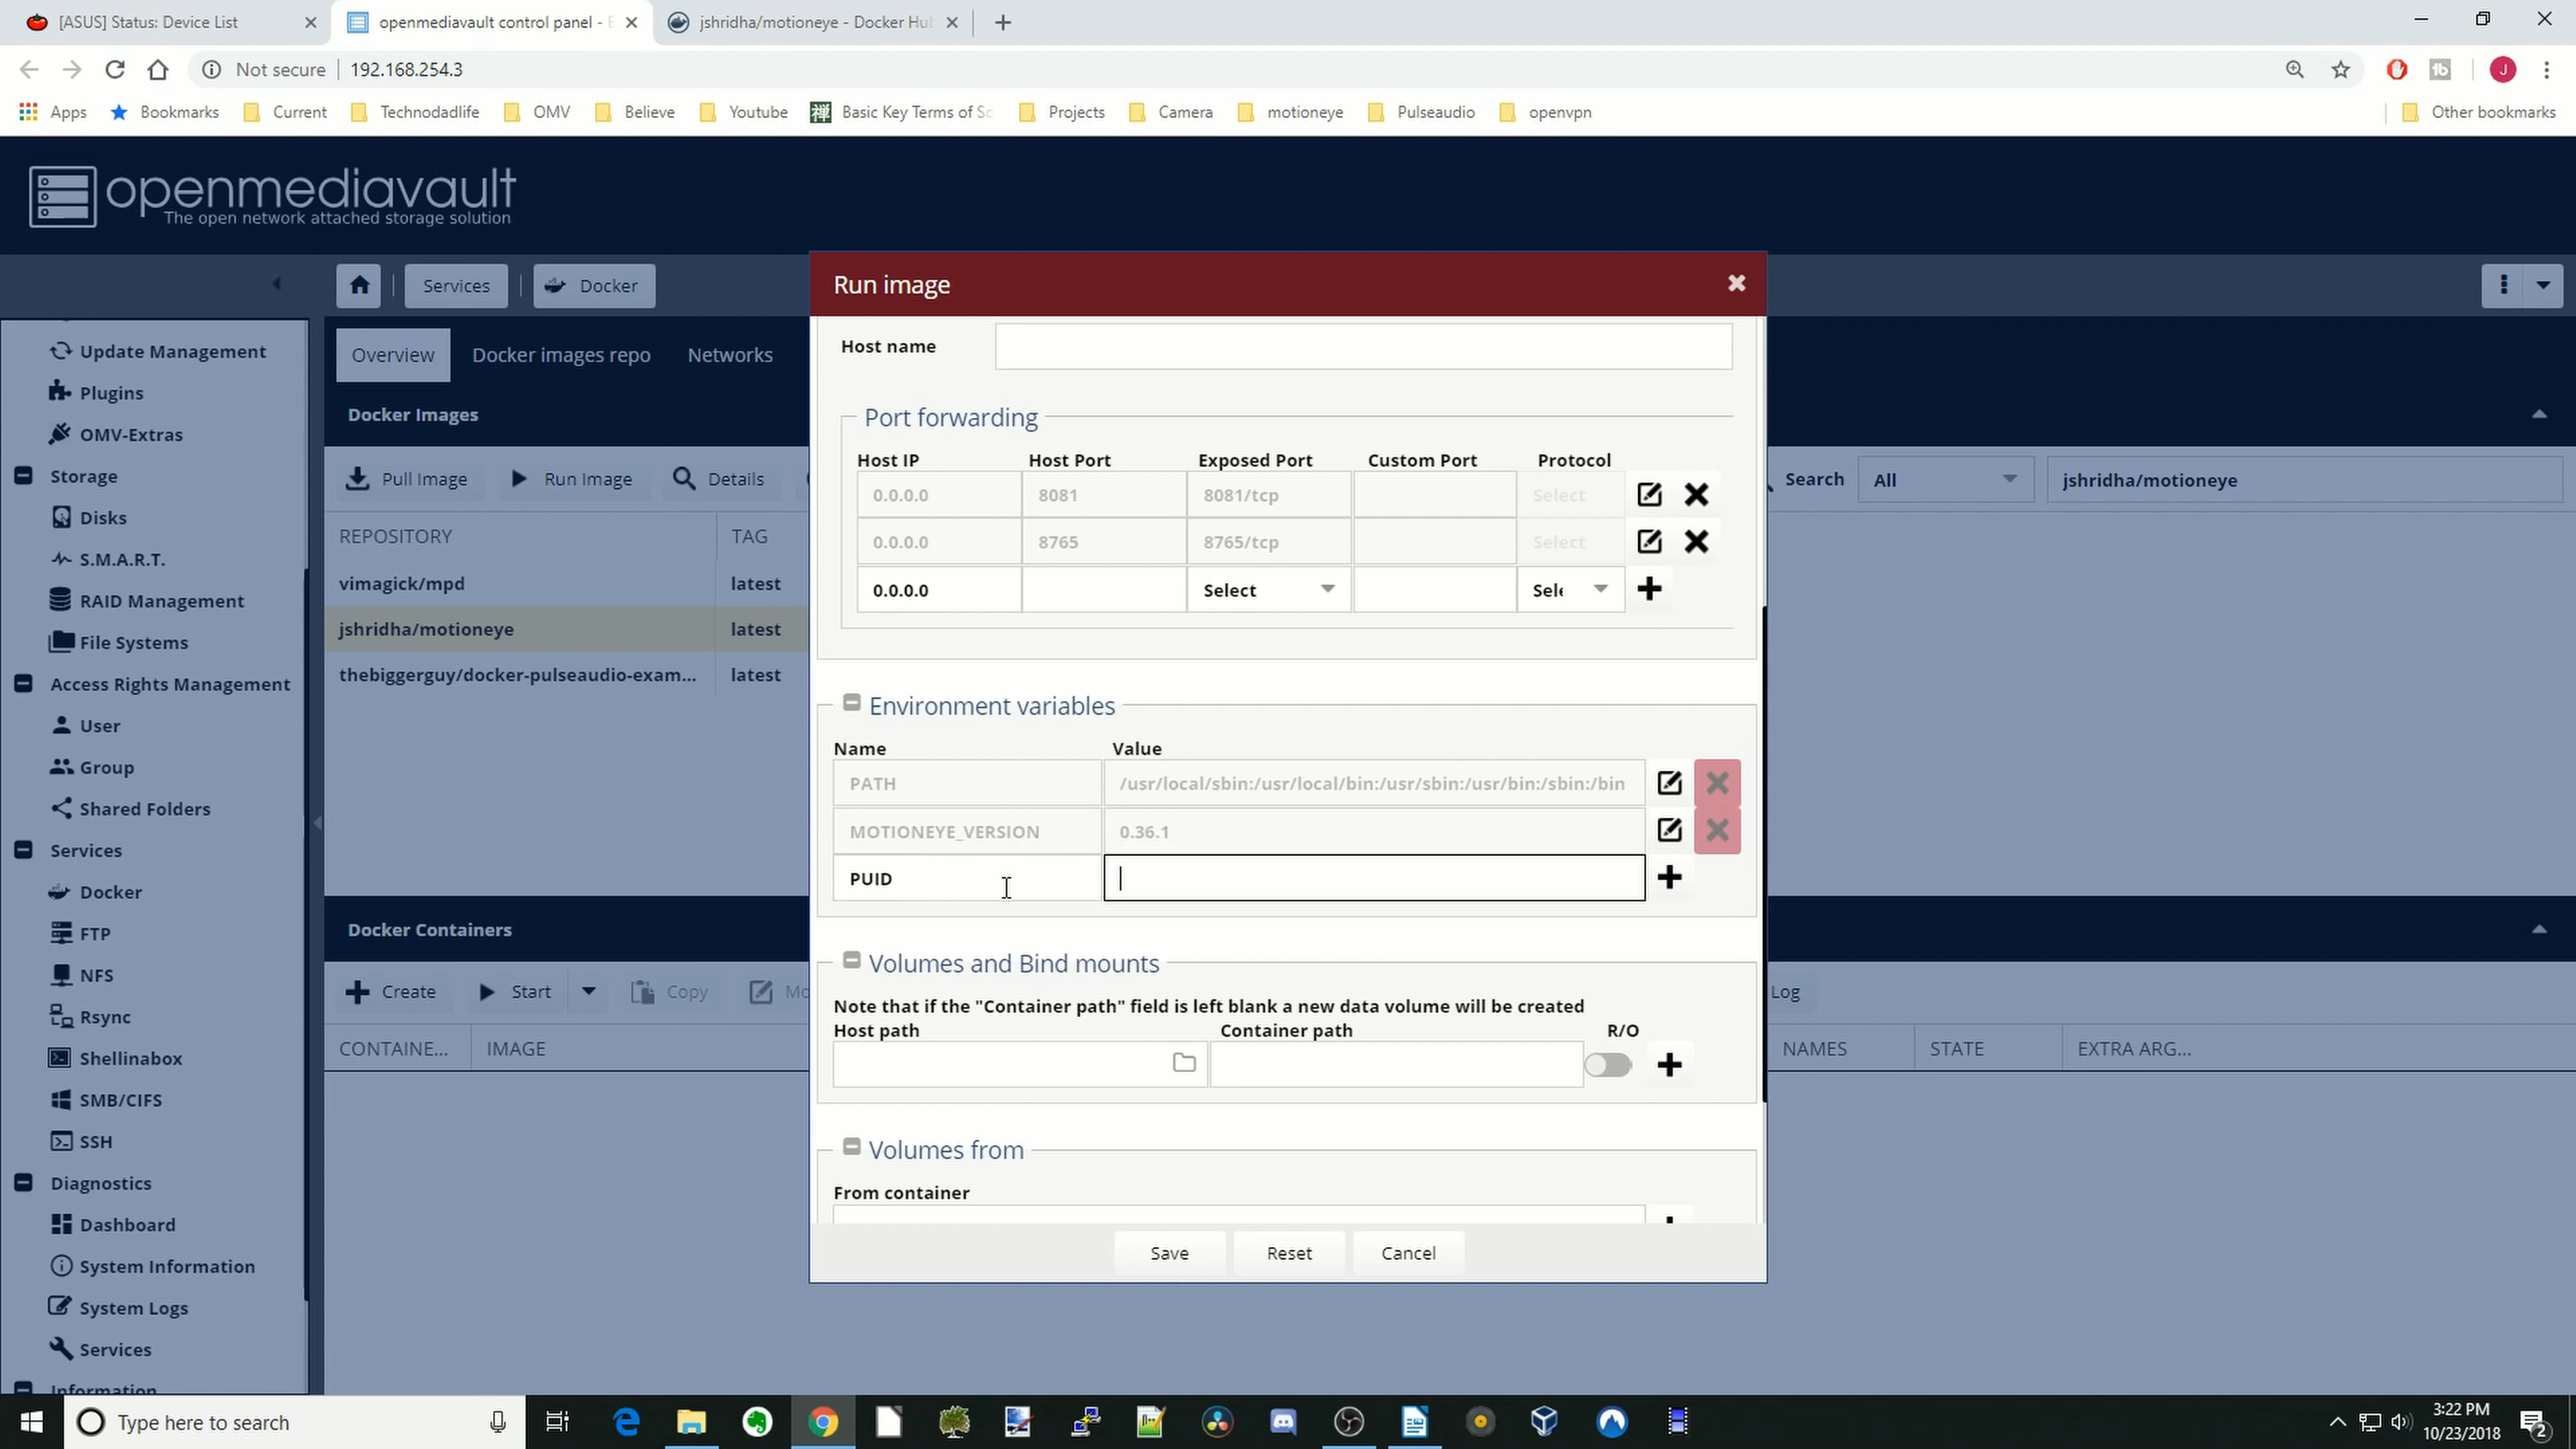 [ASUS] Status: Device List
openmediavault control panel -
jshridha/motioneye - Docker Hub
Not secure
192.168.254.3
J
Apps
Bookmarks
Current
Technodadlife
OMV
Believe
Youtube
Basic Key Terms of Sc
Projects
Camera
motioneye
Pulseaudio
openvpn
Other bookmarks
openmediavault
The open network attached storage solution
Services
Docker
Update Management
Plugins
OMV-Extras
Storage
Disks
S.M.A.R.T.
RAID Management
File Systems
Access Rights Management
User
Group
Shared Folders
Services
Docker
FTP
NFS
Rsync
Shellinabox
SMB/CIFS
SSH
Diagnostics
Dashboard
System Information
System Logs
Services
Information
Overview
Docker images repo
Networks
Docker Images
Pull Image
Run Image
Details
Search
All
jshridha/motioneye
REPOSITORY
TAG
vimagick/mpd
latest
jshridha/motioneye
latest
thebiggerguy/docker-pulseaudio-exam...
latest
Docker Containers
Create
Start
Copy
Mo
Log
CONTAINE...
IMAGE
NAMES
STATE
EXTRA ARG...
Run image
Host name
Port forwarding
Host IP Host Port Exposed Port Custom Port Protocol
0.0.0.0 8081 8081/tcp Select
0.0.0.0 8765 8765/tcp Select
0.0.0.0 Select Sele
Environment variables
Name Value
PATH /usr/local/sbin:/usr/local/bin:/usr/sbin:/usr/bin:/sbin:/bin
MOTIONEYE_VERSION 0.36.1
PUID
Volumes and Bind mounts
Note that if the "Container path" field is left blank a new data volume will be created
Host path Container path R/O
Volumes from
From container
Save
Reset
Cancel
Type here to search
3:22 PM
10/23/2018
2